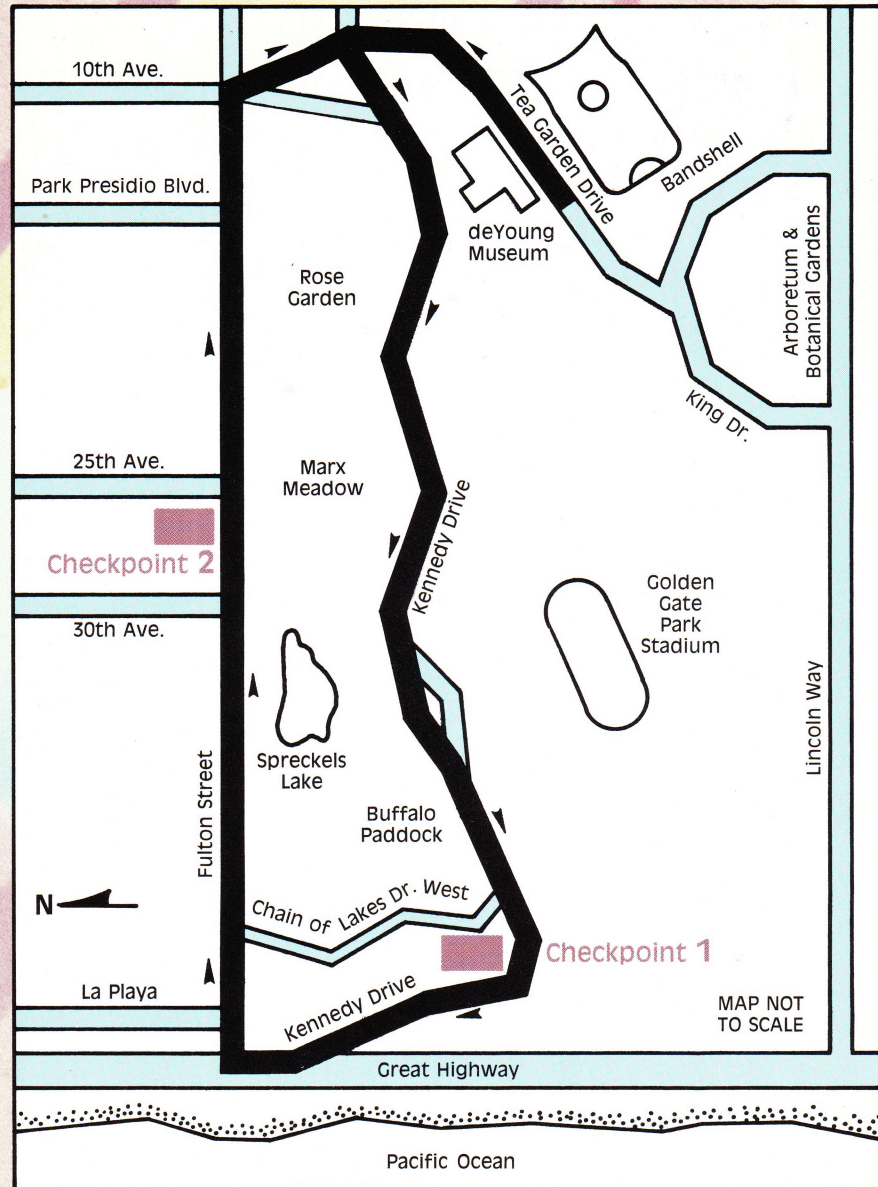 10th Ave.
Tea Garden Drive
Park Presidio Blvd.
Bandshell
deYoung
Museum
Arboretum &
Botanical Gardens
Rose
Garden
King Dr.
25th Ave.
Marx
Meadow
Kennedy Drive
Checkpoint 2
Golden
Gate
Park
Stadium
30th Ave.
Lincoln Way
Spreckels
Lake
Fulton Street
Buffalo
Paddock
N
Chain of Lakes Dr. West
Checkpoint 1
La Playa
Kennedy Drive
MAP NOT
TO SCALE
Great Highway
Pacific Ocean